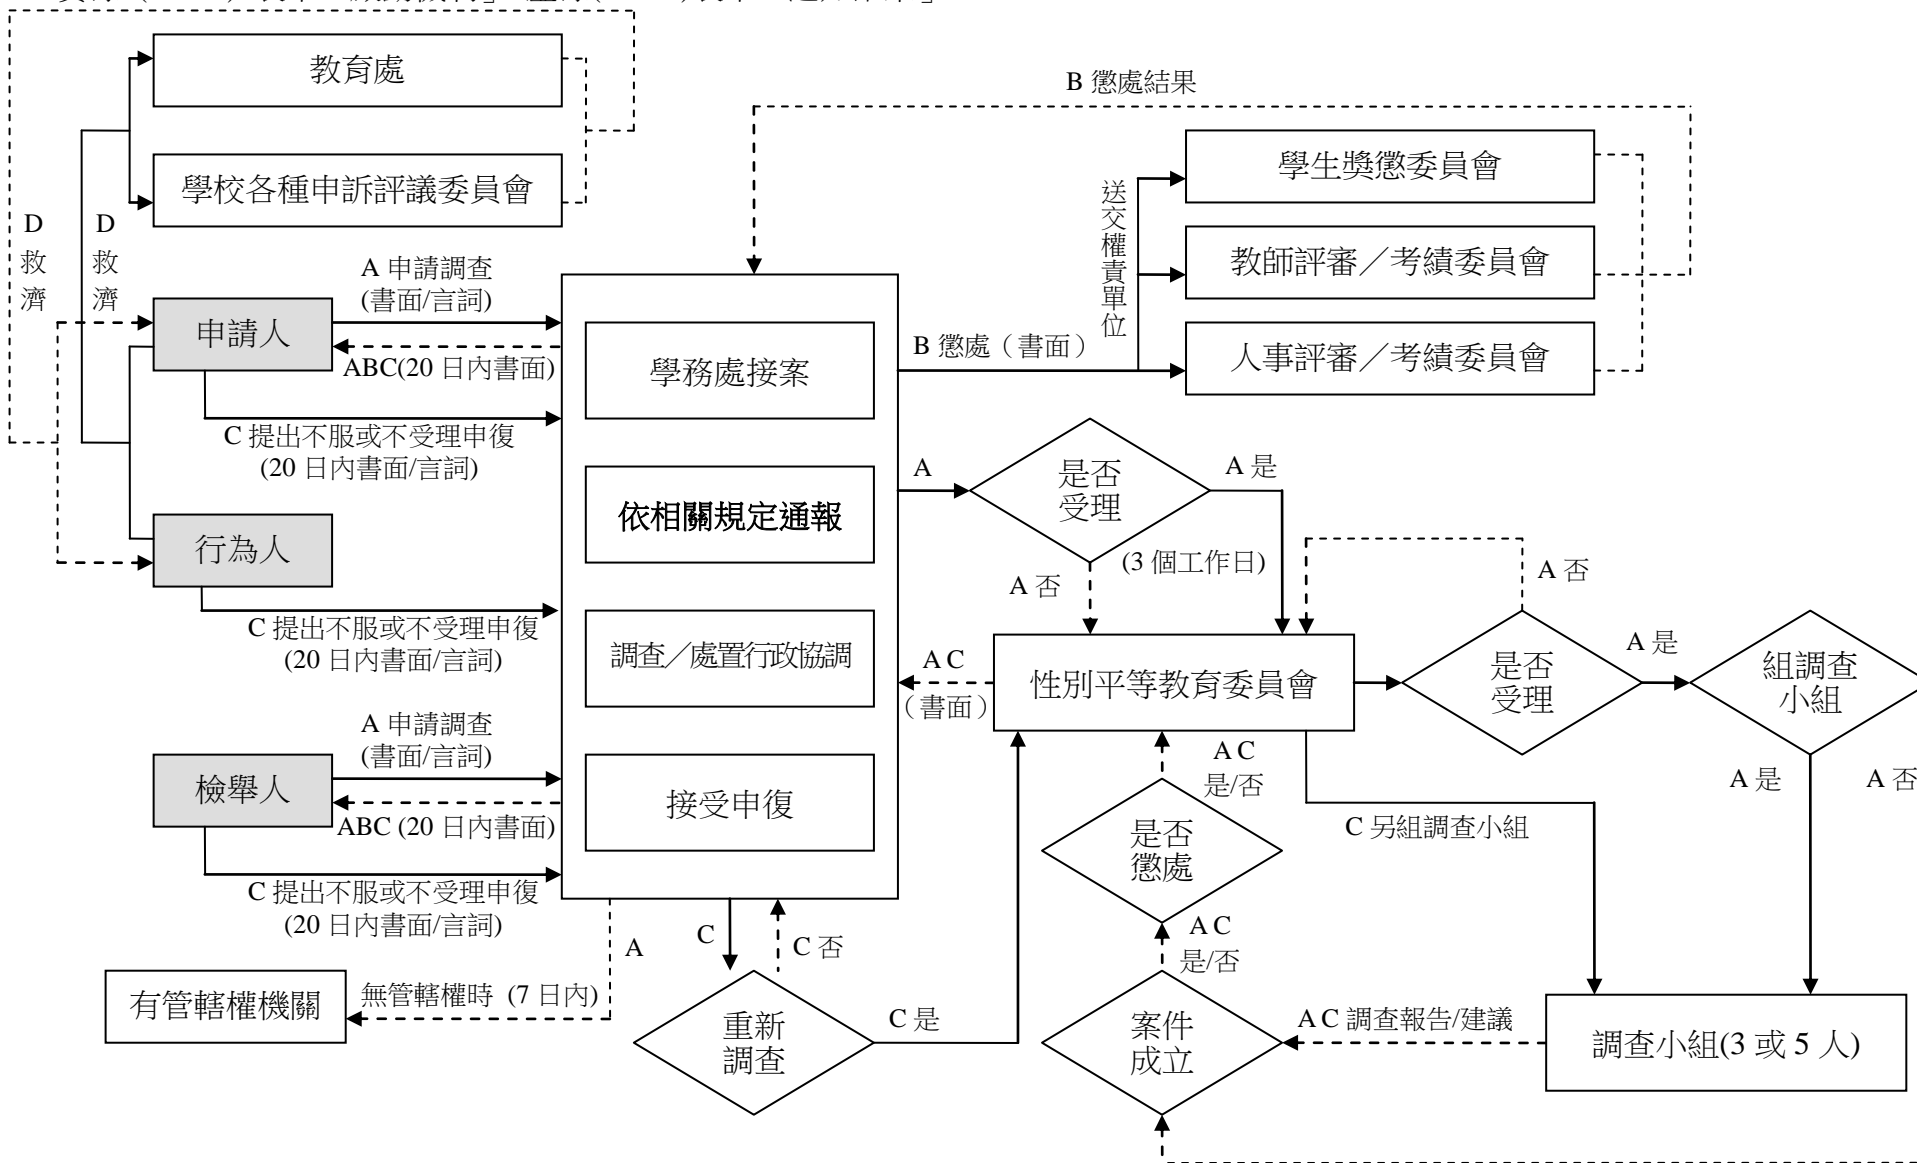 教育處
B 懲處結果
學校各種申訴評議委員會
學生獎懲委員會
送交權責單位
教師評審／考績委員會
人事評審／考績委員會
D
救
濟
D
救
濟
A 申請調查
(書面/言詞)
申請人
ABC(20 日內書面)
C 提出不服或不受理申復
(20 日內書面/言詞)
行為人
C 提出不服或不受理申復
(20 日內書面/言詞)
A 申請調查
(書面/言詞)
檢舉人
ABC (20 日內書面)
C 提出不服或不受理申復
(20 日內書面/言詞)
學務處接案
依相關規定通報
調查／處置行政協調
接受申復
B 懲處（書面）
A
是否
受理
A 是
(3 個工作日)
A 否
A C
（書面）
性別平等教育委員會
A 否
是否
受理
A 是
組調查
小組
A 是
A 否
A C
是/否
是否
懲處
C 另組調查小組
A C
是/否
A
C
C 否
有管轄權機關
無管轄權時 (7 日內)
重新
調查
C 是
案件
成立
A C 調查報告/建議
調查小組(3 或 5 人)